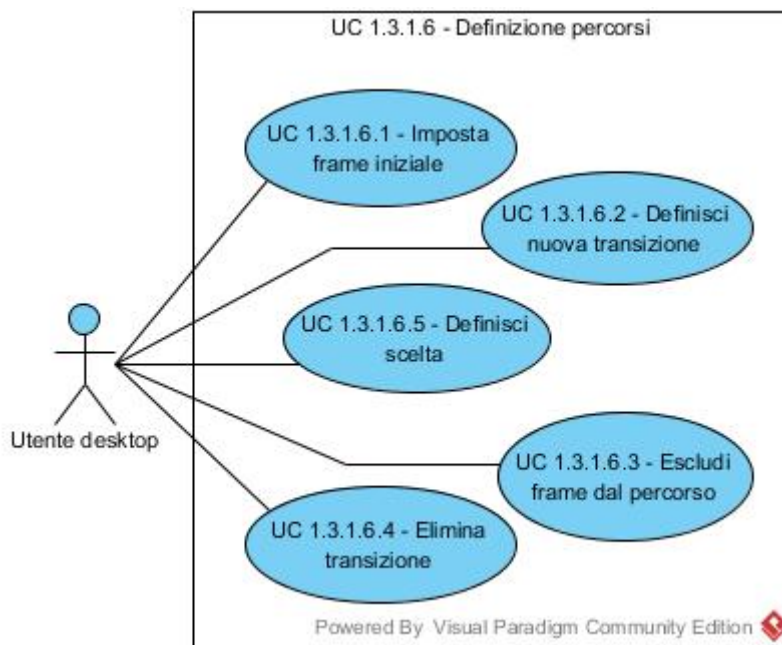 UC 1.3.1.6 - Definizione percorsi
UC 1.3.1.6.1 - Imposta
frame iniziale
UC 1.3.1.6.2 - Definisci
nuova transizione
UC 1.3.1.6.5 - Definisci
scelta
Utente desktop
UC 1.3.1.6.3 - Escludi
frame dal percorso
UC 1.3.1.6.4 - Elimina
transizione
Powered By Visual Paradigm Community Edition